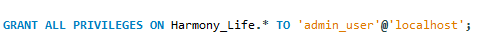 GRANT ALL PRIVILEGES ON Harmony_Life.* TO 'admin_user'@'localhost';